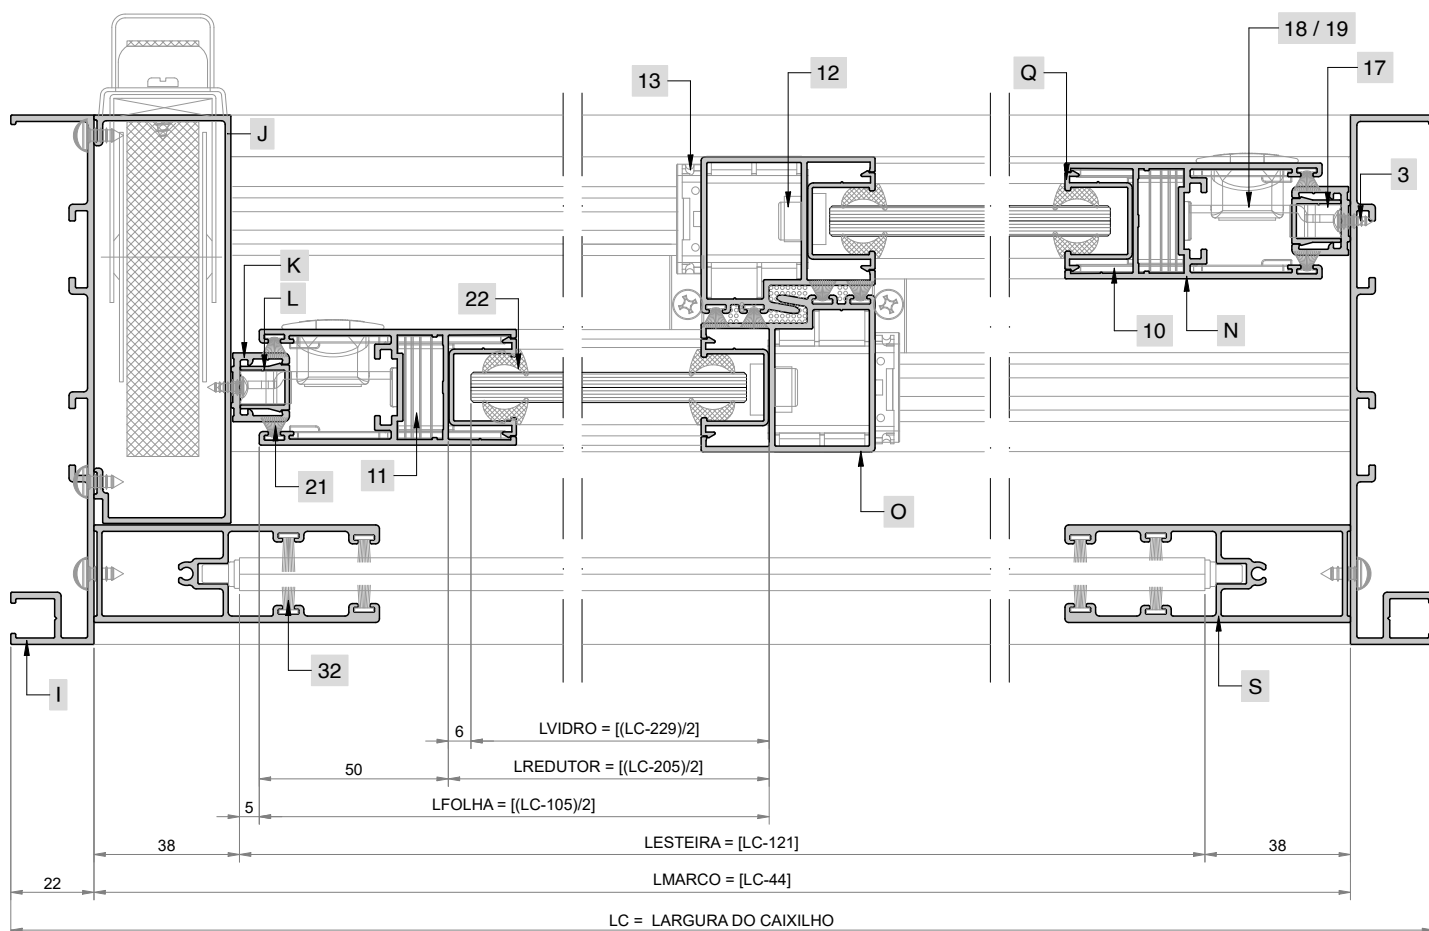 18 / 19
13
12
Q
17
J
3
K
L
22
10
N
21
11
O
32
I
S
6
LVIDRO = [(LC-229)/2]
50
LREDUTOR = [(LC-205)/2]
5
LFOLHA = [(LC-105)/2]
38
LESTEIRA = [LC-121]
38
22
LMARCO = [LC-44]
LC = LARGURA DO CAIXILHO